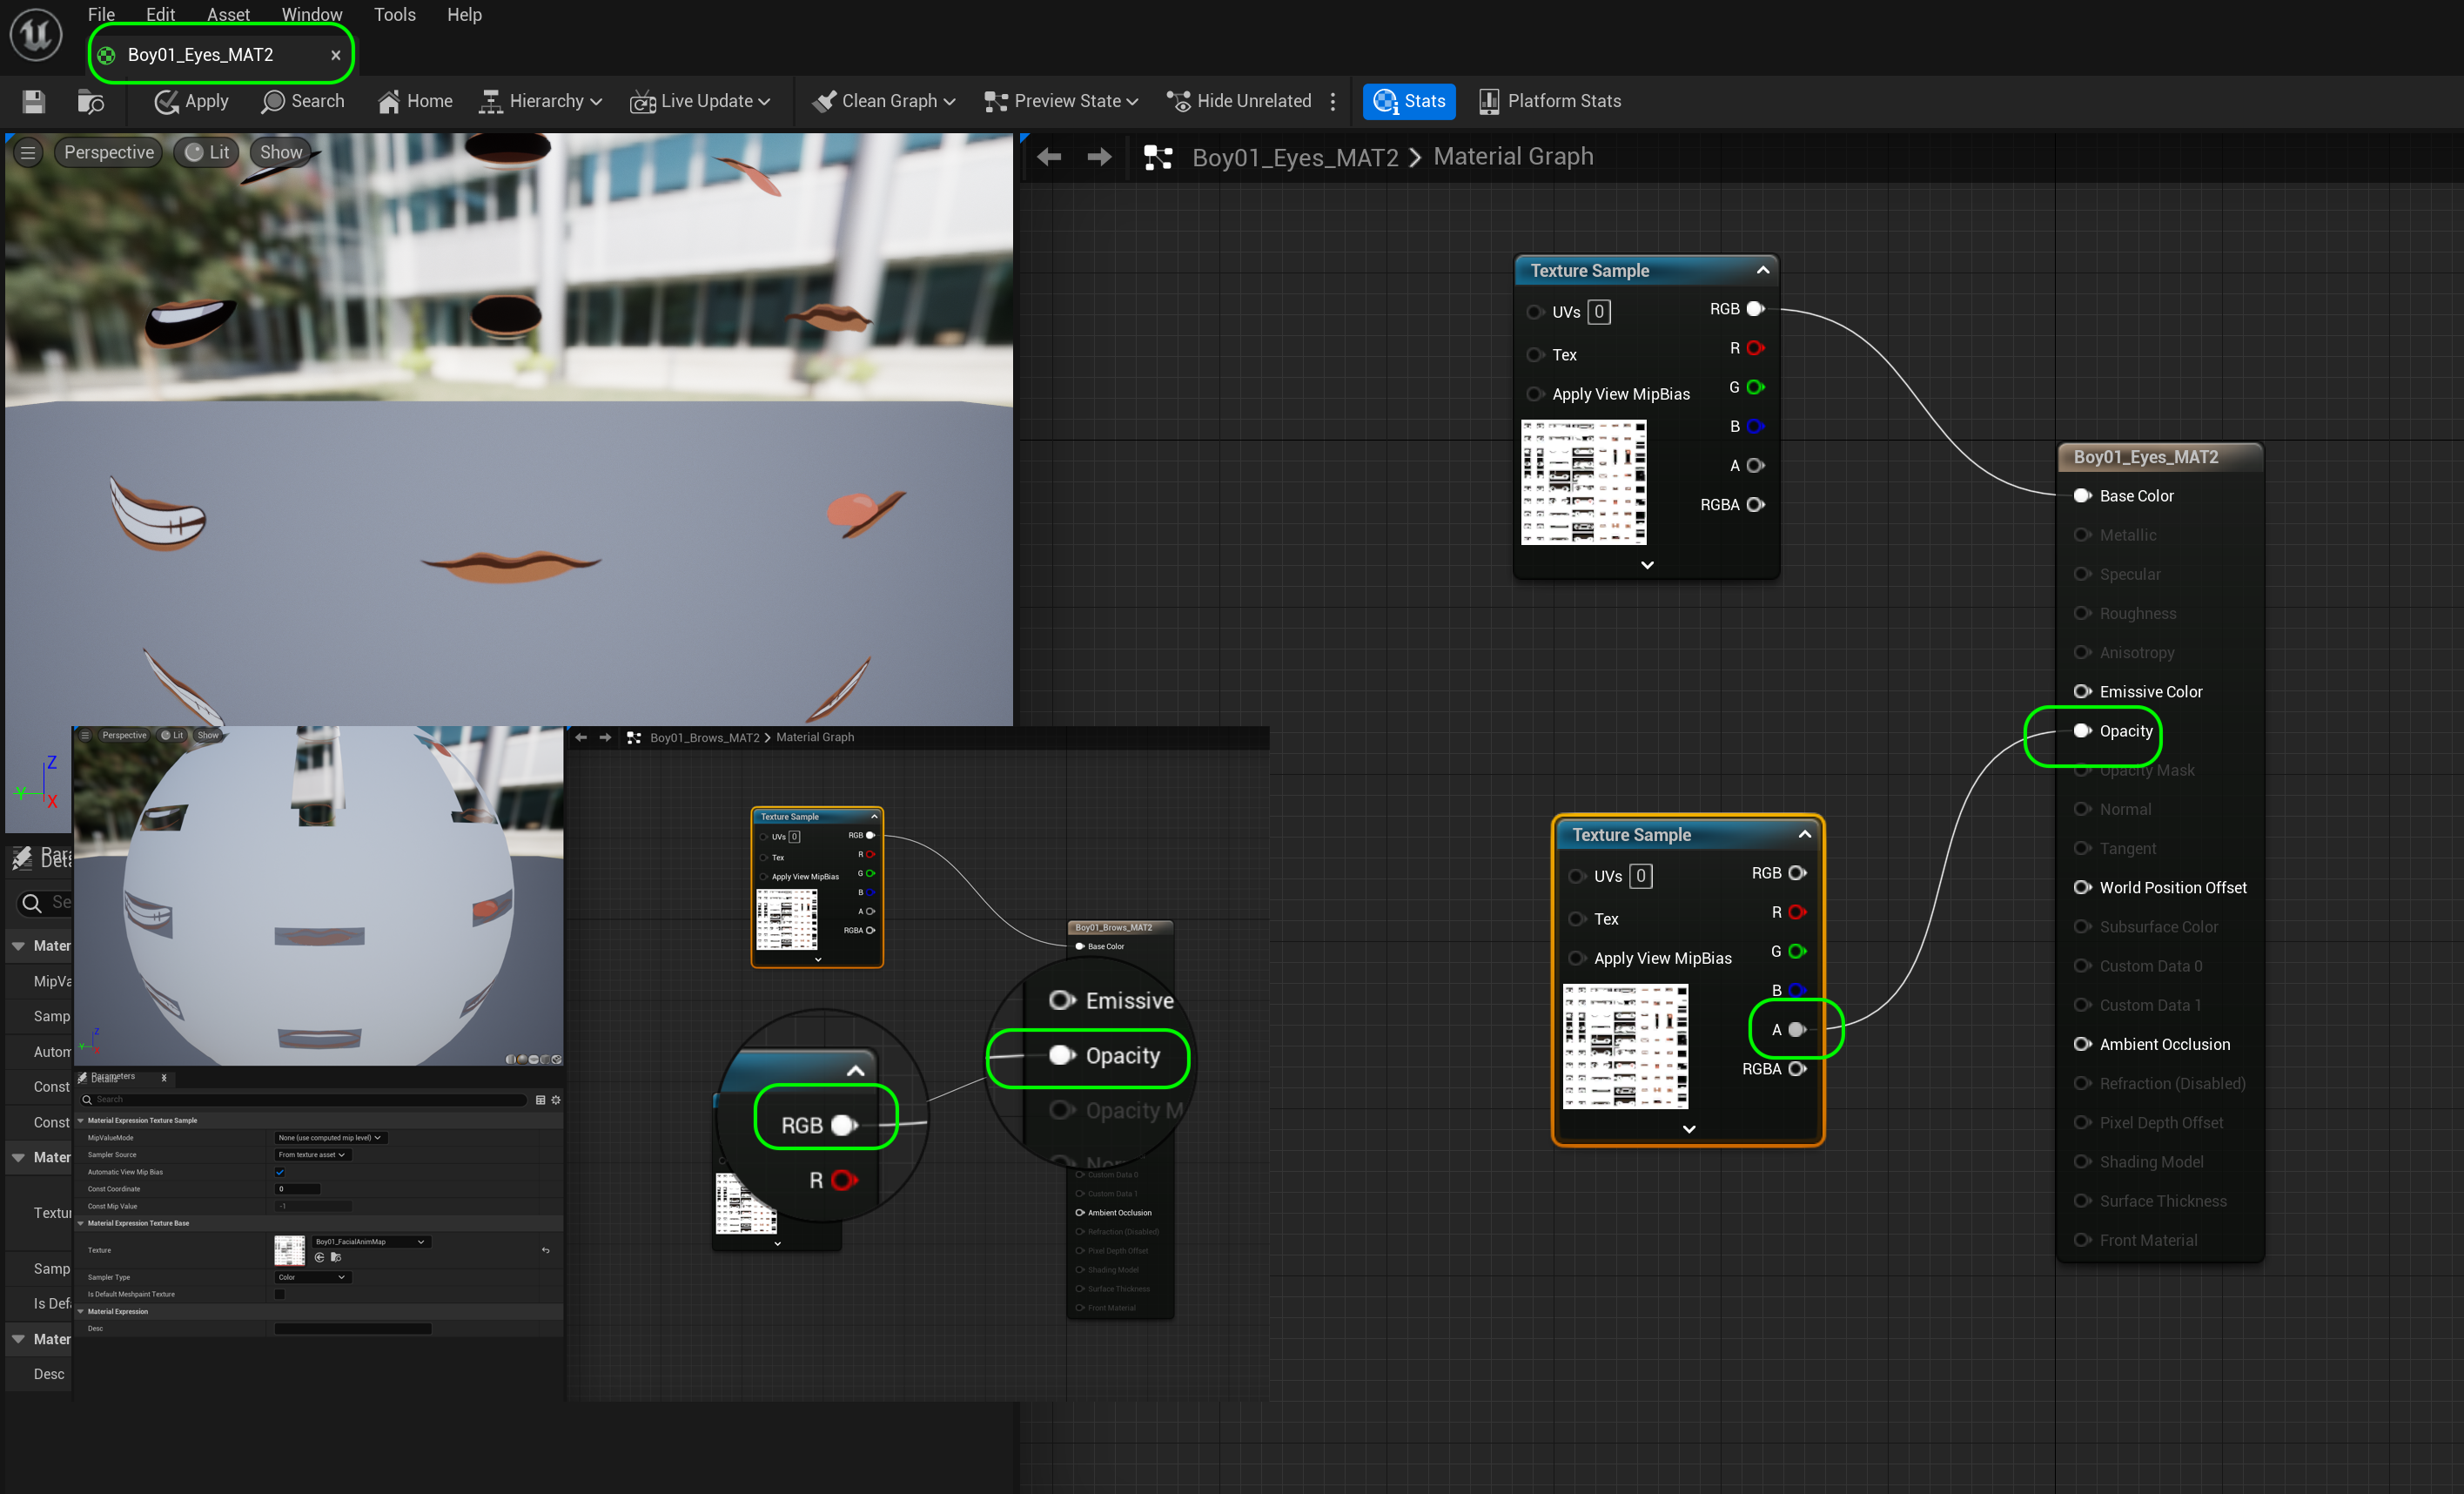 File Edit Asset Window Tools Help
Boy01_Eyes_MAT2
Apply Search Home Hierarchy Live Update Clean Graph Preview State Hide Unrelated Stats Platform Stats
Perspective Lit Show
Boy01_Eyes_MAT2 > Material Graph
Texture Sample
UVs 0 RGB
R
Tex
G
Apply View MipBias
B
A
RGBA
Boy01_Eyes_MAT2
Base Color
Metallic
Specular
Roughness
Anisotropy
Emissive Color
Opacity
Opacity Mask
Normal
Tangent
World Position Offset
Subsurface Color
Custom Data 0
Custom Data 1
Ambient Occlusion
Refraction (Disabled)
Pixel Depth Offset
Shading Model
Surface Thickness
Front Material
Texture Sample
UVs 0 RGB
R
Tex
G
Apply View MipBias
B
A
RGBA
Z
Y
X
Se
Mater
MipVa
Samp
Autom
Const
Const
Mater
Textur
Samp
Is Def
Mater
Desc
Perspective Lit Show
Z
Y
Boy01_Brows_MAT2 > Material Graph
Texture Sample
UVs 0 RGB
R
Tex
G
Apply View MipBias
B
A
RGBA
Boy01_Brows_MAT2
Base Color
Emissive
Opacity
Opacity M
RGB
R
Custom Data 0
Custom Data 1
Ambient Occlusion
Refraction (Disabled)
Pixel Depth Offset
Shading Model
Surface Thickness
Front Material
Parameters
Details
Search
Material Expression Texture Sample
MipValueMode None (use computed mip level)
Sampler Source From texture asset
Automatic View Mip Bias
Const Coordinate 0
Const Mip Value -1
Material Expression Texture Base
Texture Boy01_FacialAnimMap
Sampler Type Color
Is Default Meshpaint Texture
Material Expression
Desc